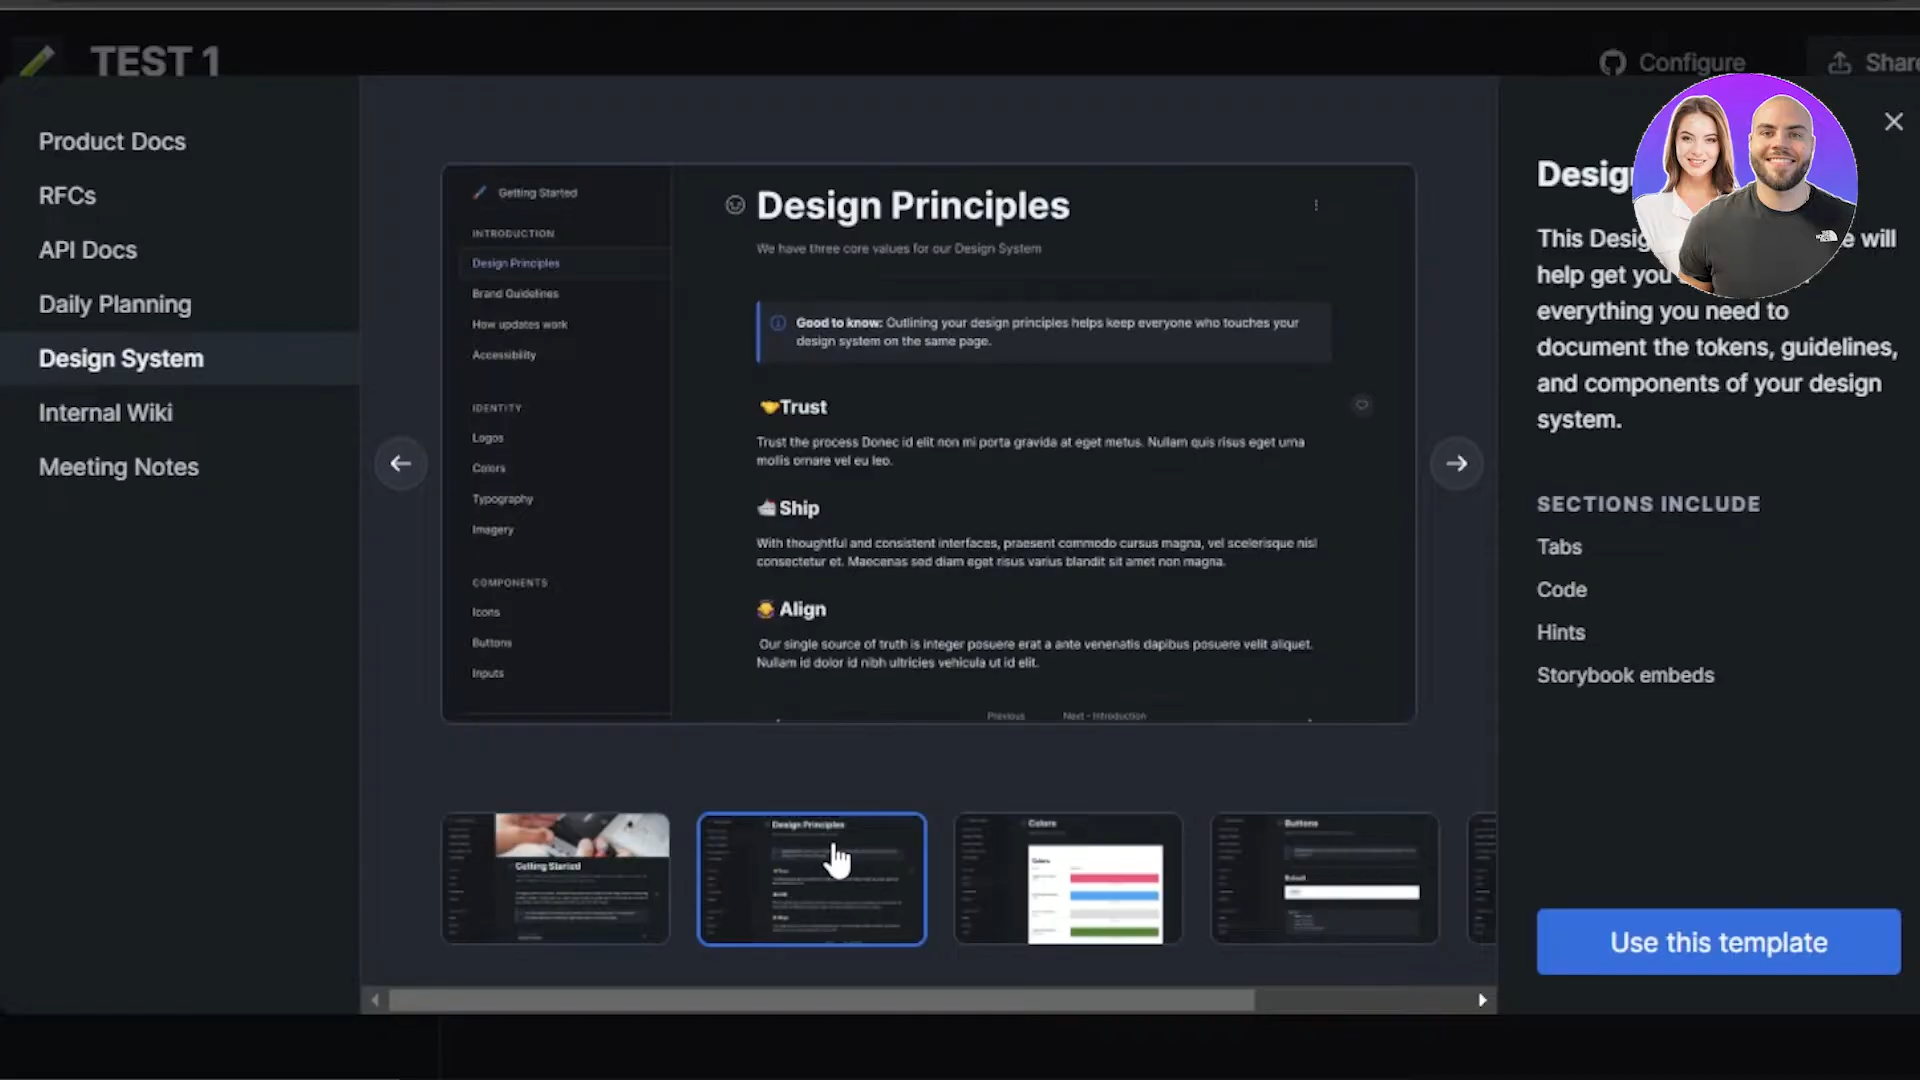 TEST 1
Configure
Share
Product Docs
RFCs
API Docs
Daily Planning
Design System
Internal Wiki
Meeting Notes
Getting Started
INTRODUCTION
Design Principles
Brand Guidelines
How updates work
Accessibility
IDENTITY
Logos
Colors
Typography
Imagery
COMPONENTS
Icons
Buttons
Inputs
Design Principles
We have three core values for our Design System
Good to know: Outlining your design principles helps keep everyone who touches your
design system on the same page.
Trust
Trust the process Donec id elit non mi porta gravida at eget metus. Nullam quis risus eget urna
mollis ornare vel eu leo.
Ship
With thoughtful and consistent interfaces, praesent commodo cursus magna, vel scelerisque nisl
consectetur et. Maecenas sed diam eget risus varius blandit sit amet non magna.
Align
Our single source of truth is integer posuere erat a ante venenatis dapibus posuere velit aliquet.
Nullam id dolor id nibh ultricies vehicula ut id elit.
Previous
Next - Introduction
Getting Started
Design Principles
Colors
Colors
Buttons
Default
Desig
This Desig e will
help get you
everything you need to
document the tokens, guidelines,
and components of your design
system.
SECTIONS INCLUDE
Tabs
Code
Hints
Storybook embeds
Use this template